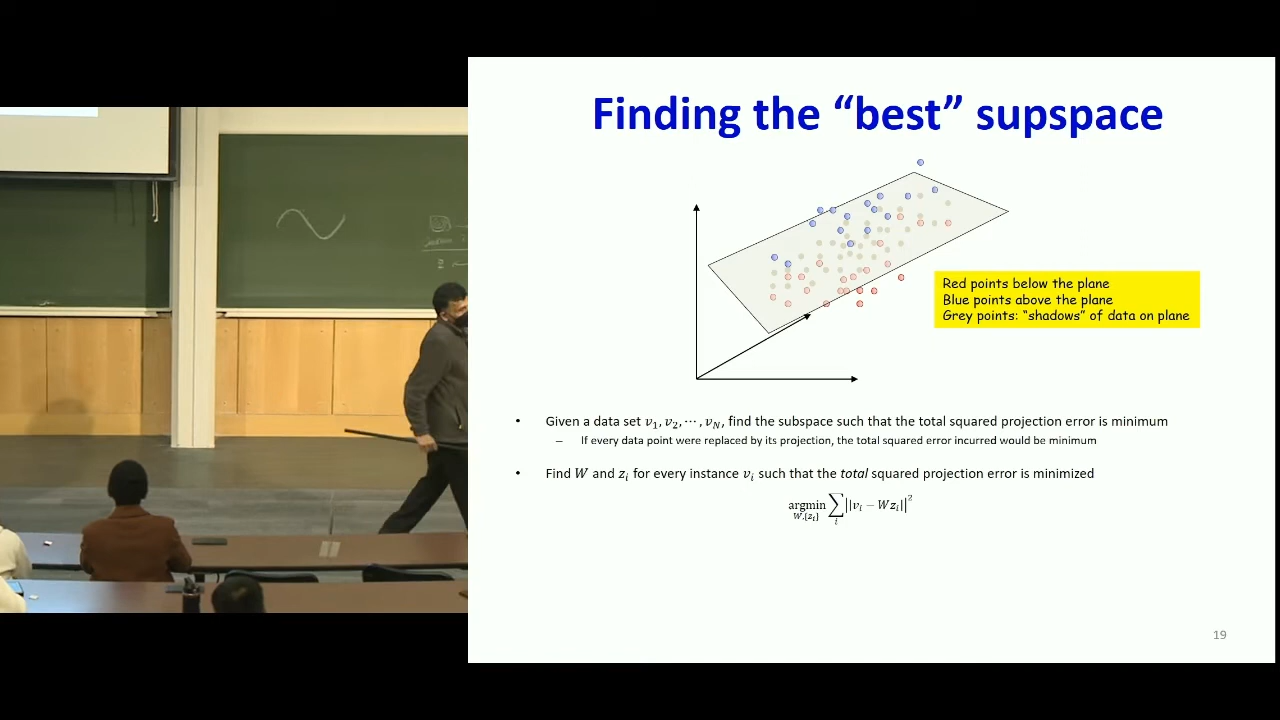 Finding the “best” supspace
Red points below the plane
Blue points above the plane
Grey points: “shadows” of data on plane
• Given a data set v₁, v₂, ⋯ , v_N, find the subspace such that the total squared projection error is minimum
– If every data point were replaced by its projection, the total squared error incurred would be minimum
• Find W and zᵢ for every instance vᵢ such that the total squared projection error is minimized
argmin ∑ ||vᵢ − Wzᵢ||²
W,{zᵢ} i
19